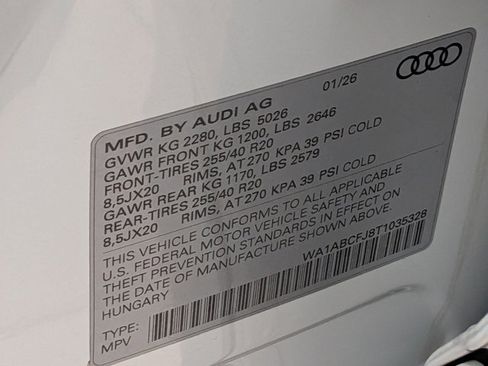 MFD. BY AUDI AG 01/26
GVWR KG 2280, LBS 5026
GAWR FRONT KG 1200, LBS 2646
FRONT-TIRES 255/40 R20
8,5JX20 RIMS, AT 270 KPA 39 PSI COLD
GAWR REAR KG 1170, LBS 2579
REAR-TIRES 255/40 R20
8,5JX20 RIMS, AT 270 KPA 39 PSI COLD
THIS VEHICLE CONFORMS TO ALL APPLICABLE
U.S. FEDERAL MOTOR VEHICLE SAFETY AND
THEFT PREVENTION STANDARDS IN EFFECT ON
THE DATE OF MANUFACTURE SHOWN ABOVE.
HUNGARY WA1ABCFJ8T1035328
TYPE:
MPV